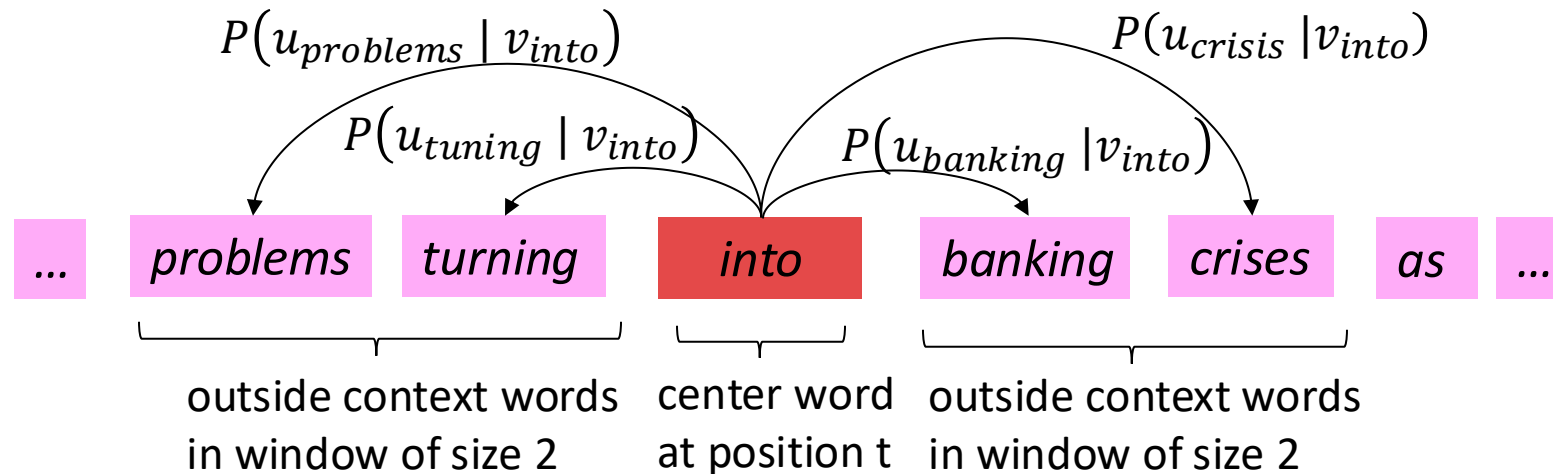 P(u_problems | v_into) P(u_crisis |v_into)
P(u_tuning | v_into) P(u_banking |v_into)
... problems turning into banking crises as ...
outside context words center word outside context words
in window of size 2 at position t in window of size 2